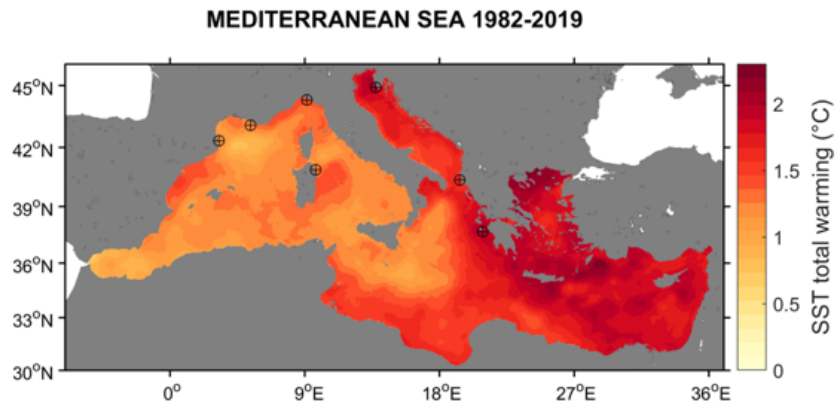 MEDITERRANEAN SEA 1982-2019
45°N
42°N
39°N
36°N
33°N
30°N
0°
9°E
18°E
27°E
36°E
2
1.5
1
0.5
0
SST total warming (°C)